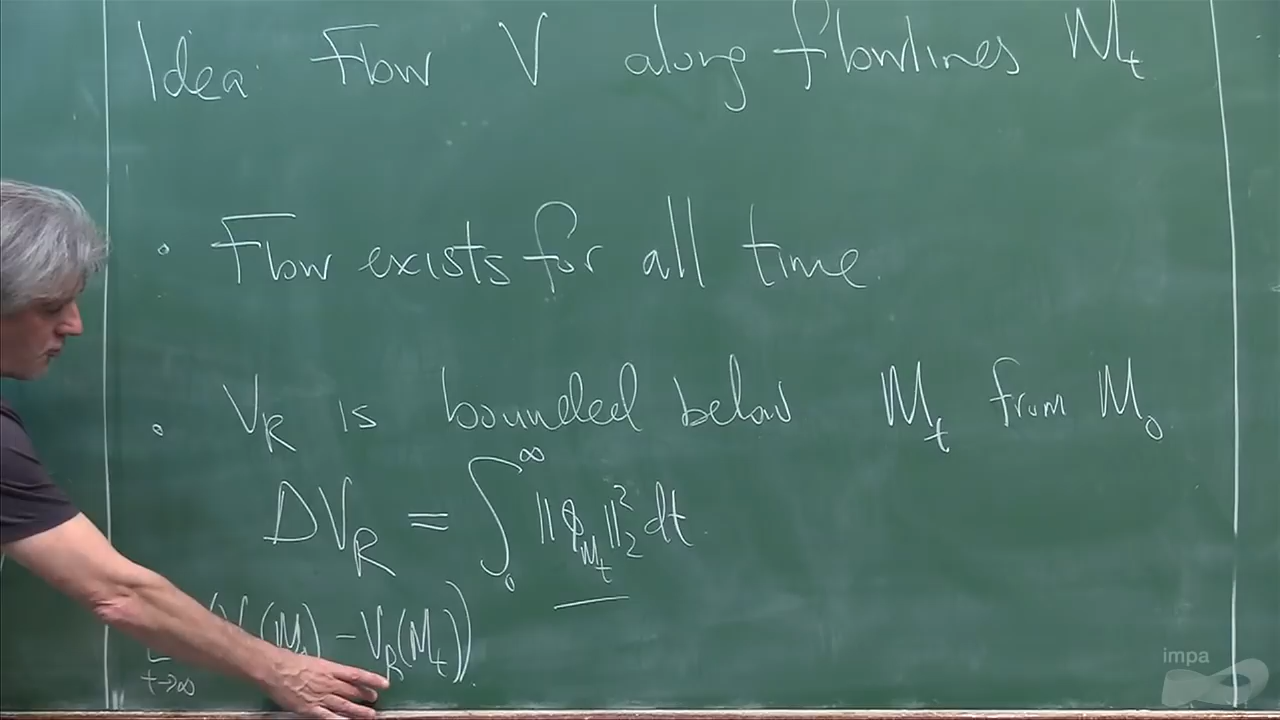 Idea: Flow V along flowlines M_t
• Flow exists for all time.
• V_R is bounded below M_t from M_0
ΔV_R = ∫_0^∞ ||φ_{M_t}||_2^2 dt.
(M_0) - V_R(M_t)).
t→∞
impa